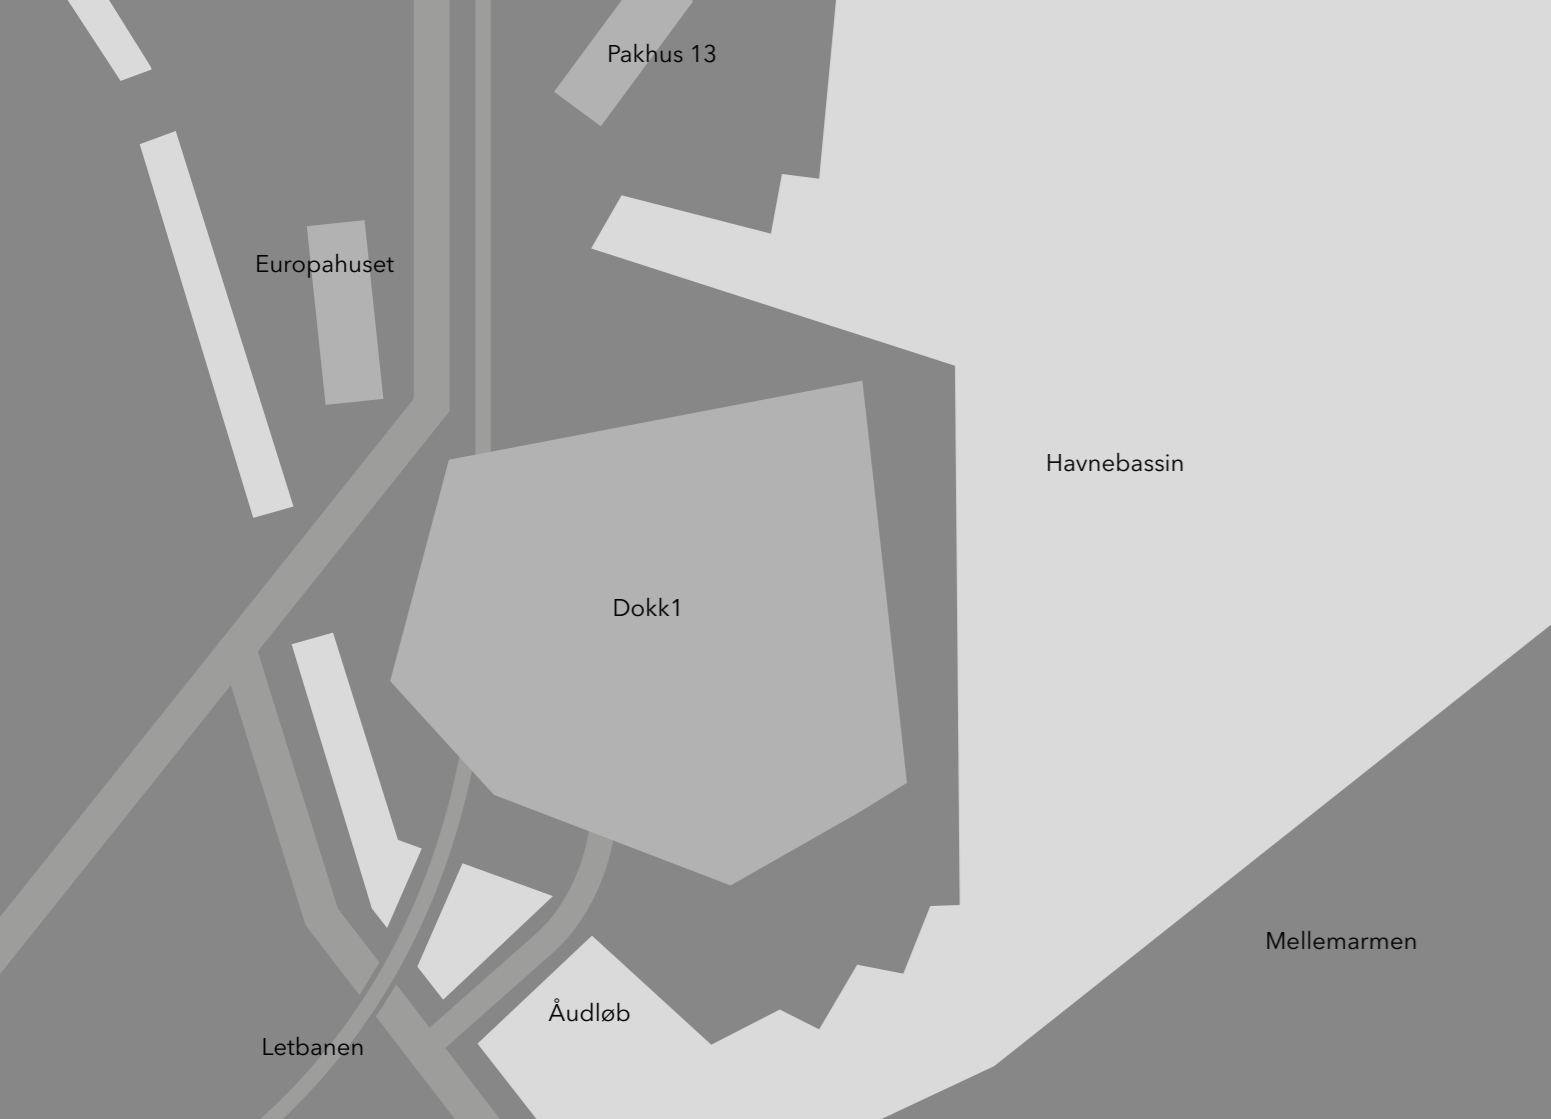 Pakhus 13
Europahuset
Havnebassin
Dokk1
Mellemarmen
Åudløb
Letbanen